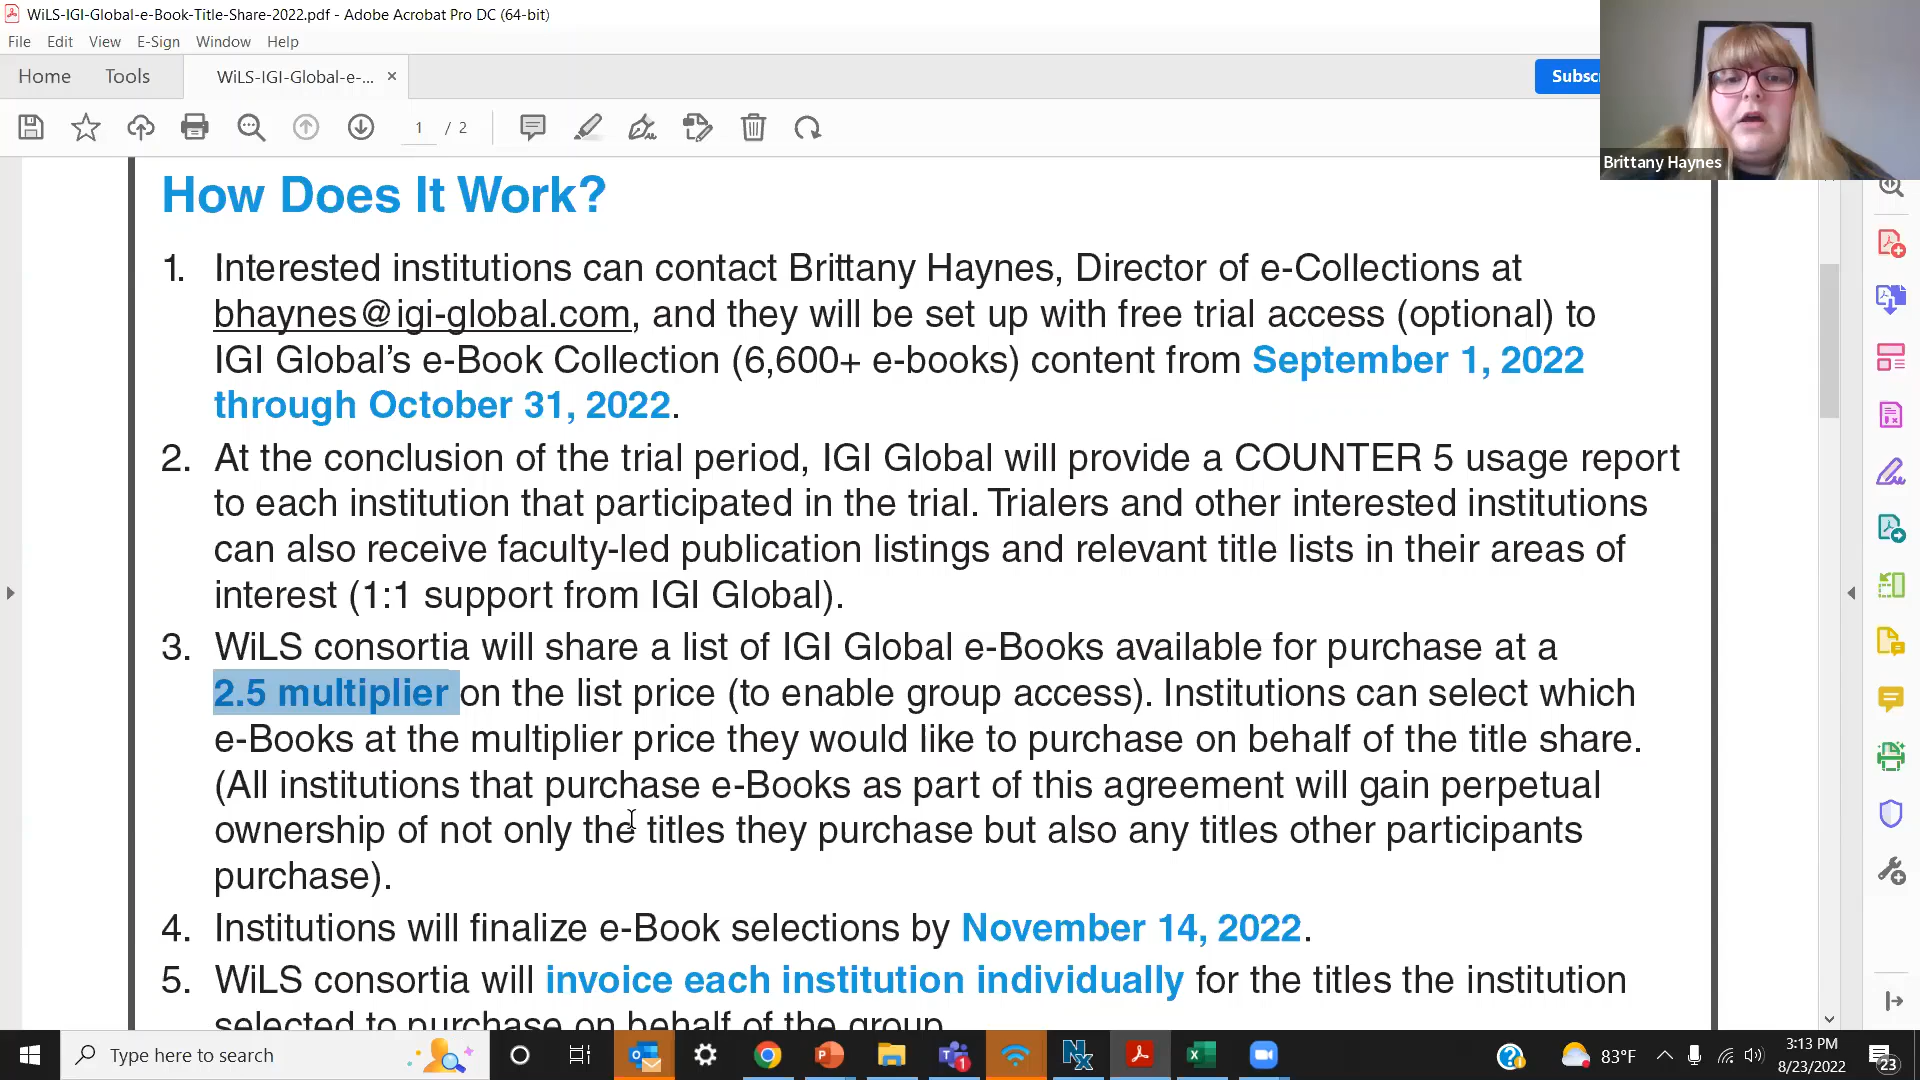 WiLS-IGI-Global-e-Book-Title-Share-2022.pdf - Adobe Acrobat Pro DC (64-bit)
File Edit View E-Sign Window Help
Home Tools WiLS-IGI-Global-e-... ×
Subsc
1 / 2
Brittany Haynes
How Does It Work?
1. Interested institutions can contact Brittany Haynes, Director of e-Collections at
bhaynes@igi-global.com, and they will be set up with free trial access (optional) to
IGI Global’s e-Book Collection (6,600+ e-books) content from September 1, 2022
through October 31, 2022.
2. At the conclusion of the trial period, IGI Global will provide a COUNTER 5 usage report
to each institution that participated in the trial. Trialers and other interested institutions
can also receive faculty-led publication listings and relevant title lists in their areas of
interest (1:1 support from IGI Global).
3. WiLS consortia will share a list of IGI Global e-Books available for purchase at a
2.5 multiplier on the list price (to enable group access). Institutions can select which
e-Books at the multiplier price they would like to purchase on behalf of the title share.
(All institutions that purchase e-Books as part of this agreement will gain perpetual
ownership of not only the titles they purchase but also any titles other participants
purchase).
4. Institutions will finalize e-Book selections by November 14, 2022.
5. WiLS consortia will invoice each institution individually for the titles the institution
selected to purchase on behalf of the group.
Type here to search
83°F
3:13 PM
8/23/2022
23